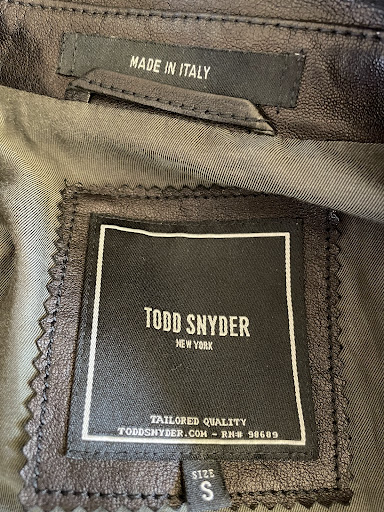 MADE IN ITALY
TODD SNYDER
NEW YORK
TAILORED QUALITY
TODDSNYDER.COM - RN# 98689
SIZE
S